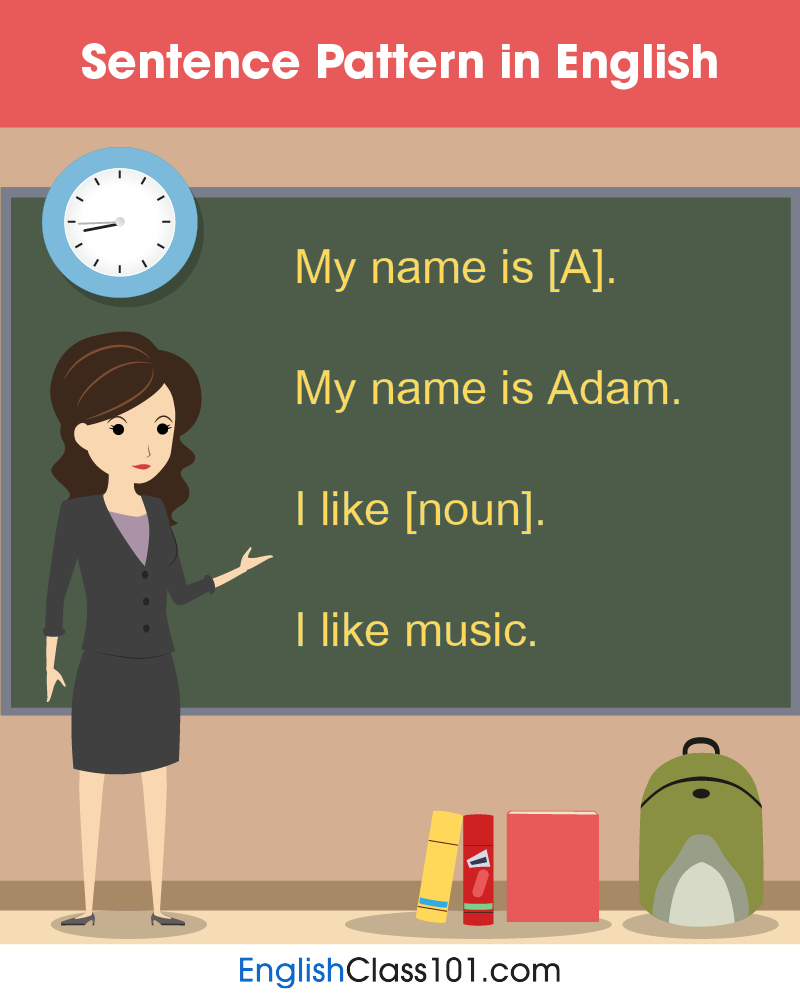 Sentence Pattern in English
My name is [A].
My name is Adam.
I like [noun].
I like music.
EnglishClass101.com